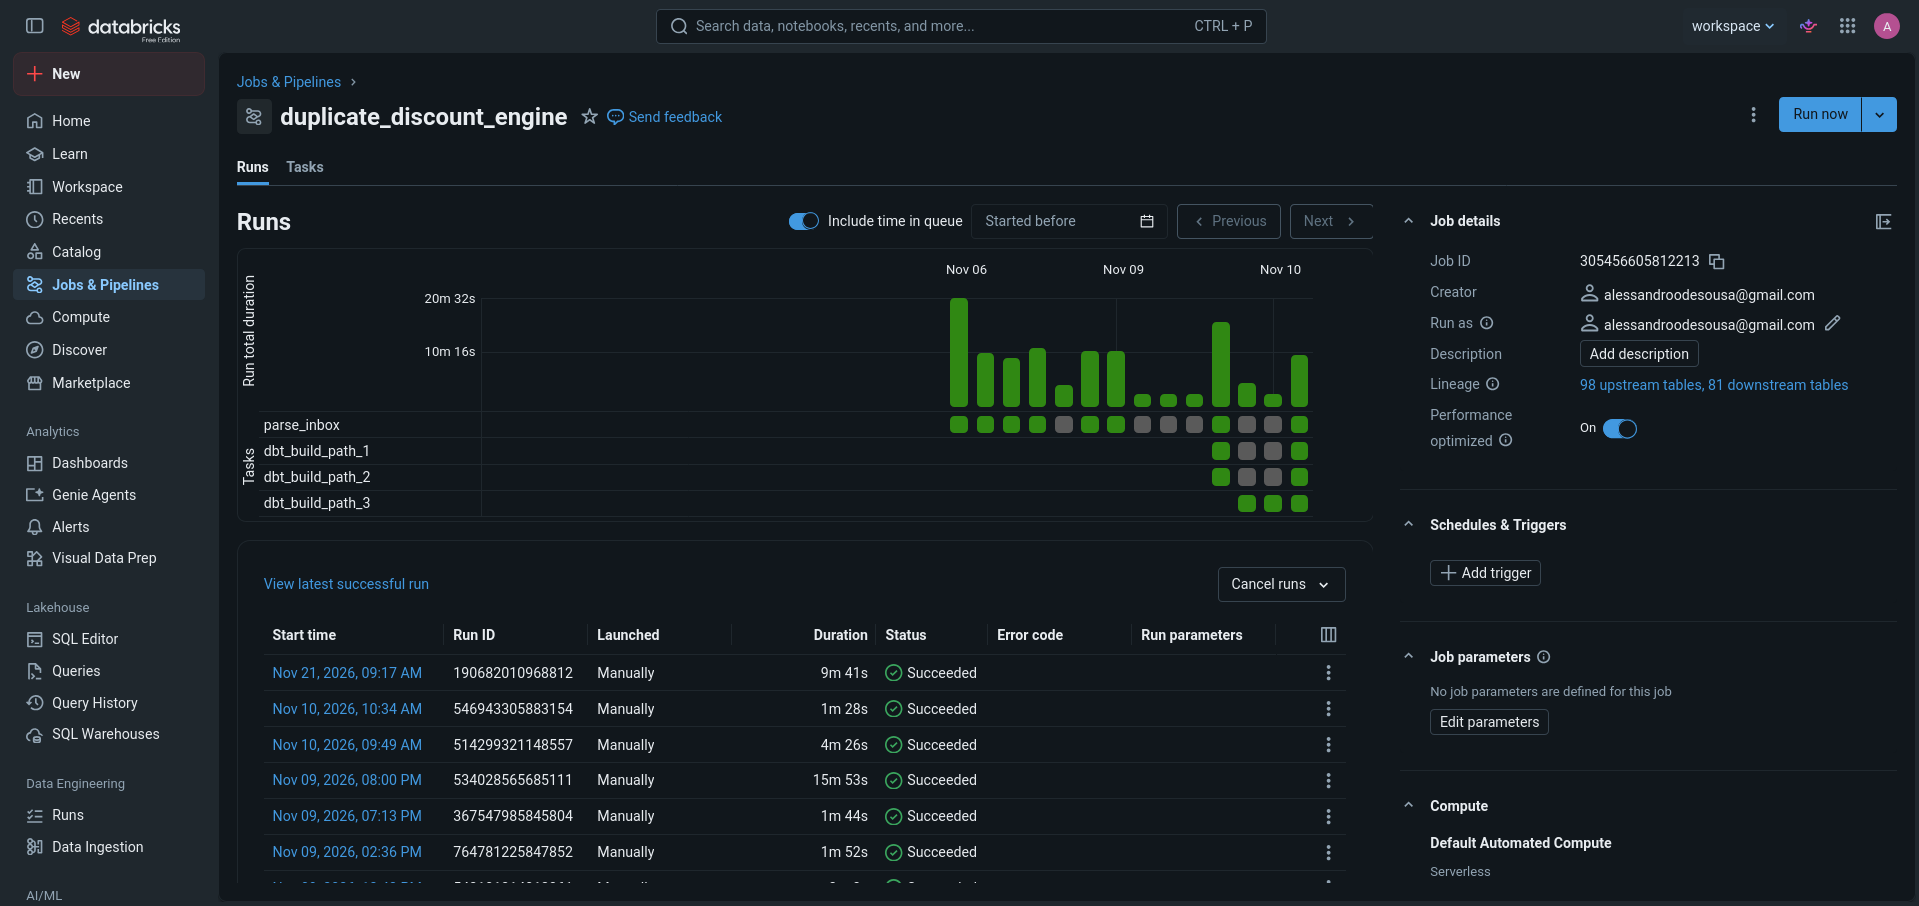 databricks
Free Edition
Search data, notebooks, recents, and more...
CTRL + P
workspace
A
New
Home
Learn
Workspace
Recents
Catalog
Jobs & Pipelines
Compute
Discover
Marketplace
Analytics
Dashboards
Genie Agents
Alerts
Visual Data Prep
Lakehouse
SQL Editor
Queries
Query History
SQL Warehouses
Data Engineering
Runs
Data Ingestion
AI/ML
Jobs & Pipelines
duplicate_discount_engine
Send feedback
Run now
Runs Tasks
Runs
Include time in queue
Started before
Previous
Next
Nov 06 Nov 09 Nov 10
Run total duration
20m 32s
10m 16s
Tasks
parse_inbox
dbt_build_path_1
dbt_build_path_2
dbt_build_path_3
View latest successful run
Cancel runs
Start time Run ID Launched Duration Status Error code Run parameters
Nov 21, 2026, 09:17 AM 190682010968812 Manually 9m 41s Succeeded
Nov 10, 2026, 10:34 AM 546943305883154 Manually 1m 28s Succeeded
Nov 10, 2026, 09:49 AM 514299321148557 Manually 4m 26s Succeeded
Nov 09, 2026, 08:00 PM 534028565685111 Manually 15m 53s Succeeded
Nov 09, 2026, 07:13 PM 367547985845804 Manually 1m 44s Succeeded
Nov 09, 2026, 02:36 PM 764781225847852 Manually 1m 52s Succeeded
Job details
Job ID 305456605812213
Creator alessandroodesousa@gmail.com
Run as alessandroodesousa@gmail.com
Description Add description
Lineage 98 upstream tables, 81 downstream tables
Performance
optimized
On
Schedules & Triggers
Add trigger
Job parameters
No job parameters are defined for this job
Edit parameters
Compute
Default Automated Compute
Serverless